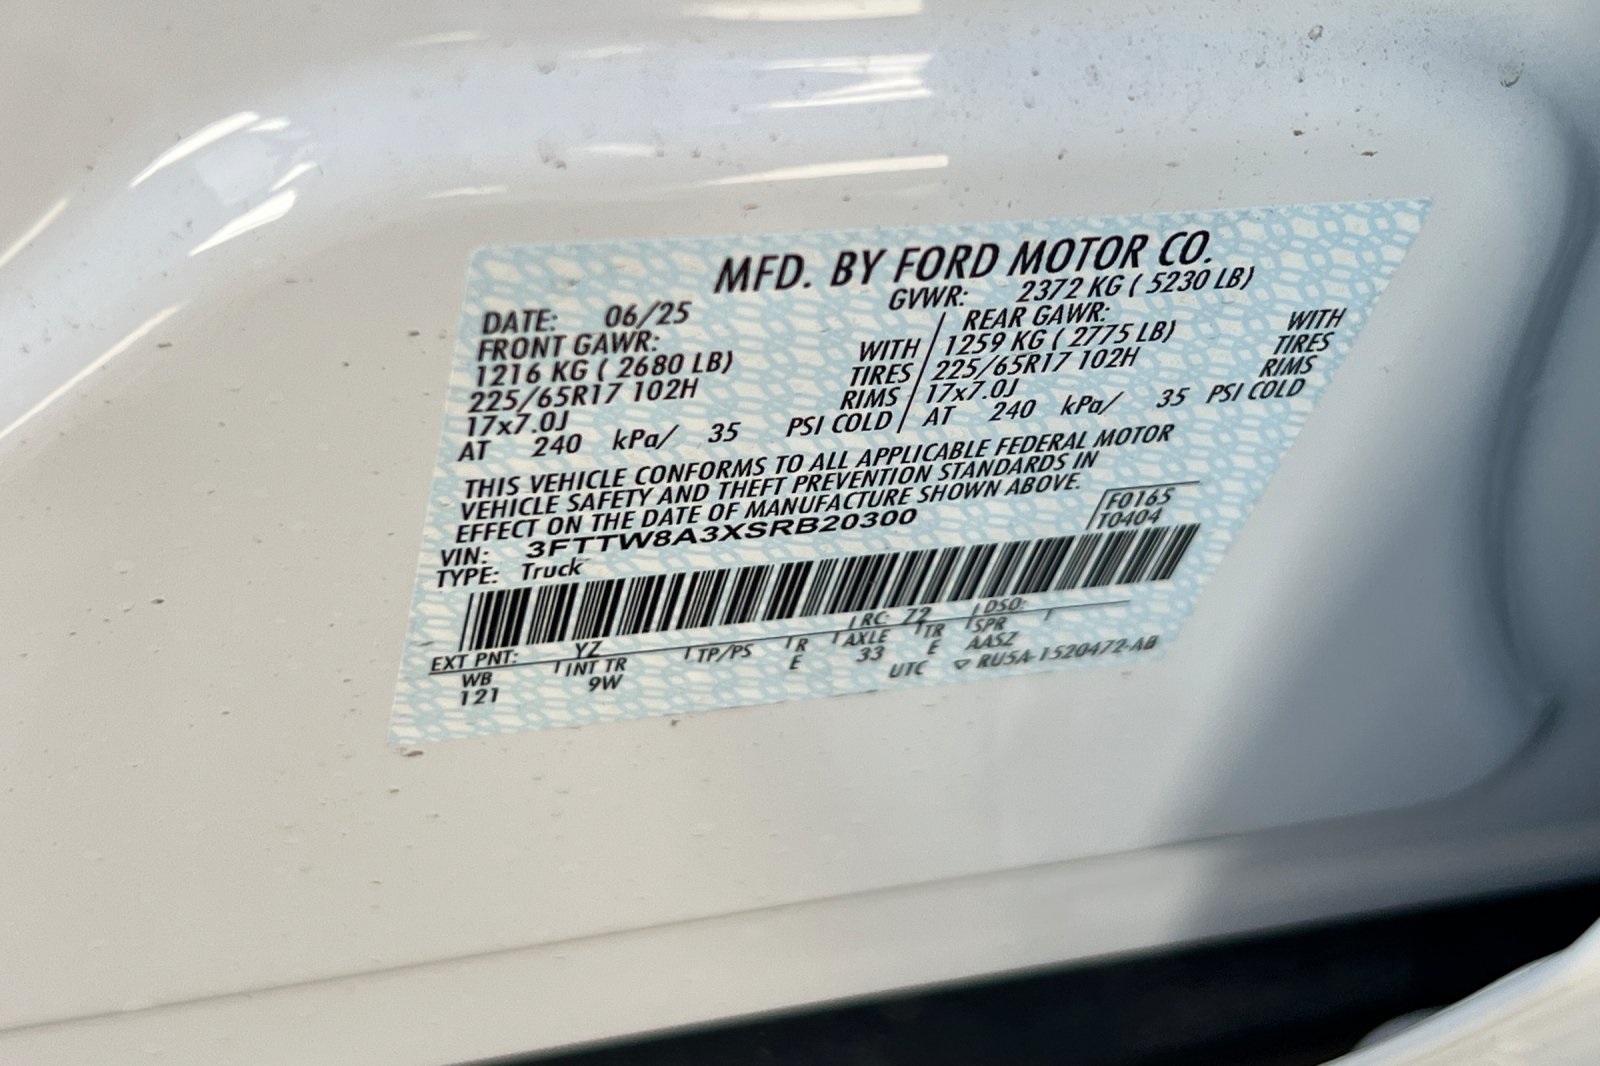 MFD. BY FORD MOTOR CO.
DATE: 06/25 GVWR: 2372 KG ( 5230 LB)
FRONT GAWR: REAR GAWR:
1216 KG ( 2680 LB) WITH / 1259 KG ( 2775 LB) WITH
225/65R17 102H TIRES 225/65R17 102H TIRES
17x7.0J RIMS 17x7.0J RIMS
AT 240 kPa/ 35 PSI COLD / AT 240 kPa/ 35 PSI COLD
THIS VEHICLE CONFORMS TO ALL APPLICABLE FEDERAL MOTOR
VEHICLE SAFETY AND THEFT PREVENTION STANDARDS IN
EFFECT ON THE DATE OF MANUFACTURE SHOWN ABOVE.
VIN: 3FTTW8A3XSRB20300 F0165
TYPE: Truck T0404
EXT PNT: YZ RC: 72 DSO:
WB INT TR TP/PS R AXLE TR SPR
121 9W E 33 E AASZ
UTC ▽ RU5A-1520472-AB